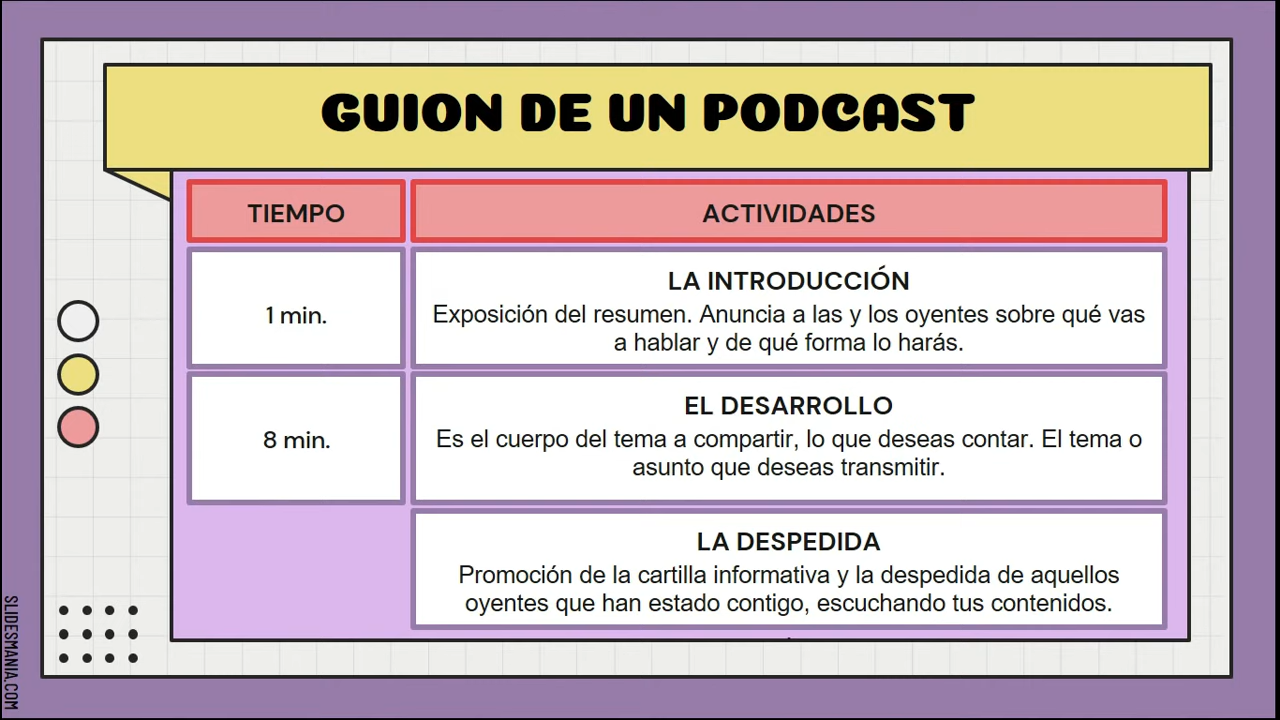 GUION DE UN PODCAST
TIEMPO
ACTIVIDADES
1 min.
LA INTRODUCCIÓN
Exposición del resumen. Anuncia a las y los oyentes sobre qué vas
a hablar y de qué forma lo harás.
8 min.
EL DESARROLLO
Es el cuerpo del tema a compartir, lo que deseas contar. El tema o
asunto que deseas transmitir.
LA DESPEDIDA
Promoción de la cartilla informativa y la despedida de aquellos
oyentes que han estado contigo, escuchando tus contenidos.
SLIDESMANIA.COM